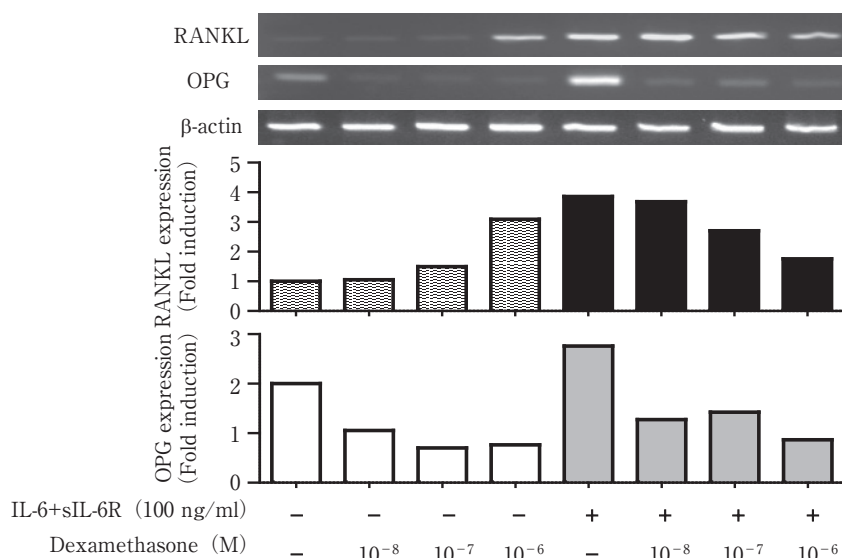 RANKL
OPG
β-actin
RANKL expression
(Fold induction)
5
4
3
2
1
0
OPG expression
(Fold induction)
3
2
1
0
IL-6+sIL-6R (100 ng/ml) − − − − + + + +
Dexamethasone (M) − 10⁻⁸ 10⁻⁷ 10⁻⁶ − 10⁻⁸ 10⁻⁷ 10⁻⁶